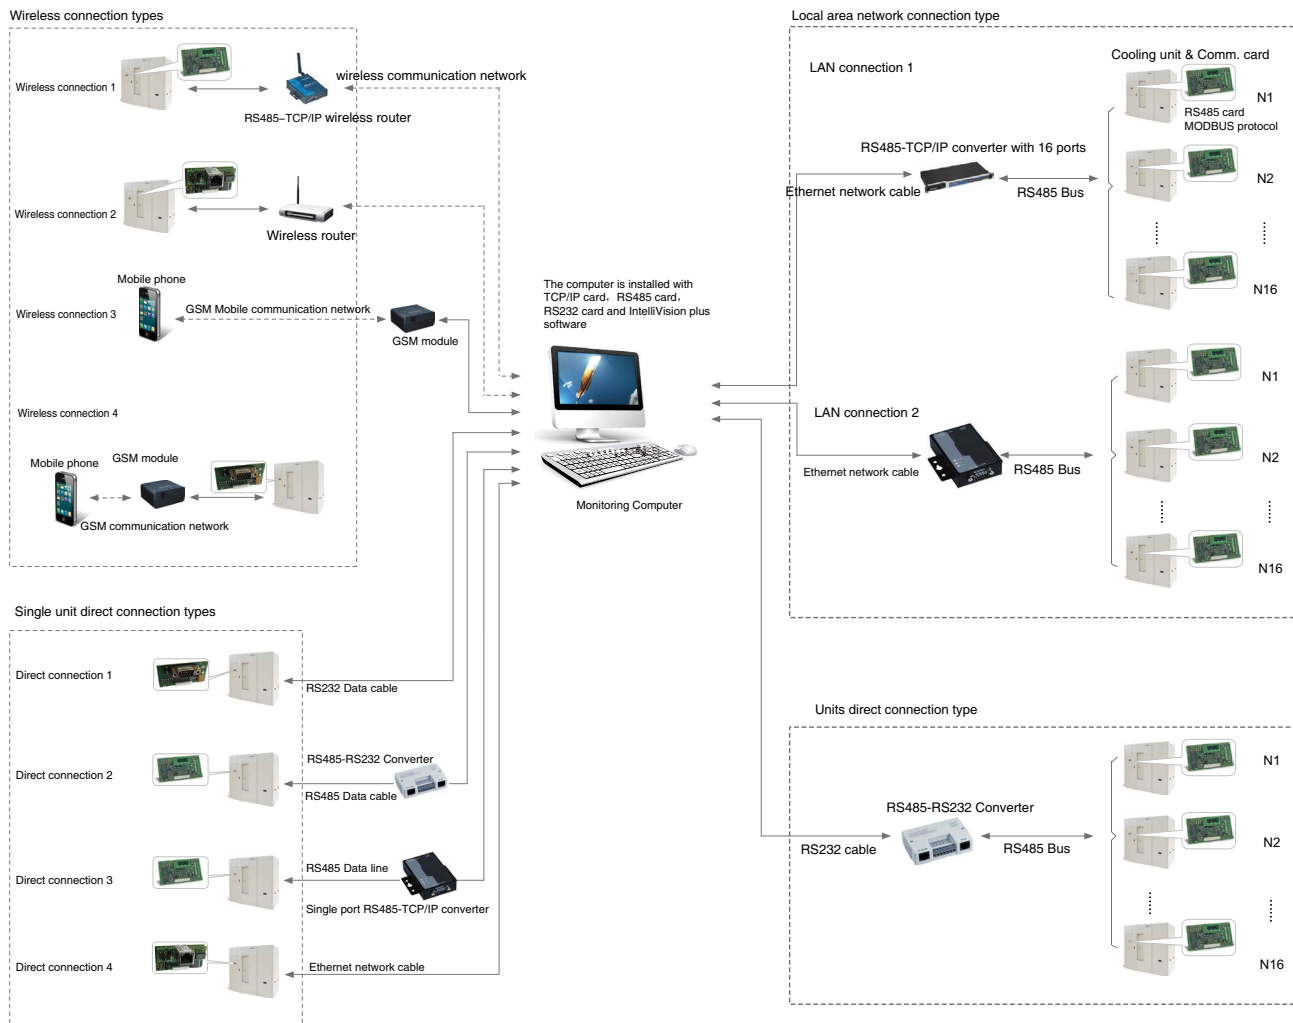 Wireless connection types
Wireless connection 1
wireless communication network
RS485–TCP/IP wireless router
Wireless connection 2
Wireless router
Mobile phone
Wireless connection 3
GSM Mobile communication network
GSM module
Wireless connection 4
Mobile phone
GSM module
GSM communication network
Single unit direct connection types
Direct connection 1
RS232 Data cable
Direct connection 2
RS485-RS232 Converter
RS485 Data cable
Direct connection 3
RS485 Data line
Single port RS485-TCP/IP converter
Direct connection 4
Ethernet network cable
The computer is installed with
TCP/IP card，RS485 card，
RS232 card and IntelliVision plus
software
Monitoring Computer
Local area network connection type
LAN connection 1
Cooling unit & Comm. card
N1
RS485 card
MODBUS protocol
RS485-TCP/IP converter with 16 ports
Ethernet network cable
RS485 Bus
N2
N16
N1
LAN connection 2
Ethernet network cable
RS485 Bus
N2
N16
Units direct connection type
N1
RS485-RS232 Converter
RS232 cable
RS485 Bus
N2
N16